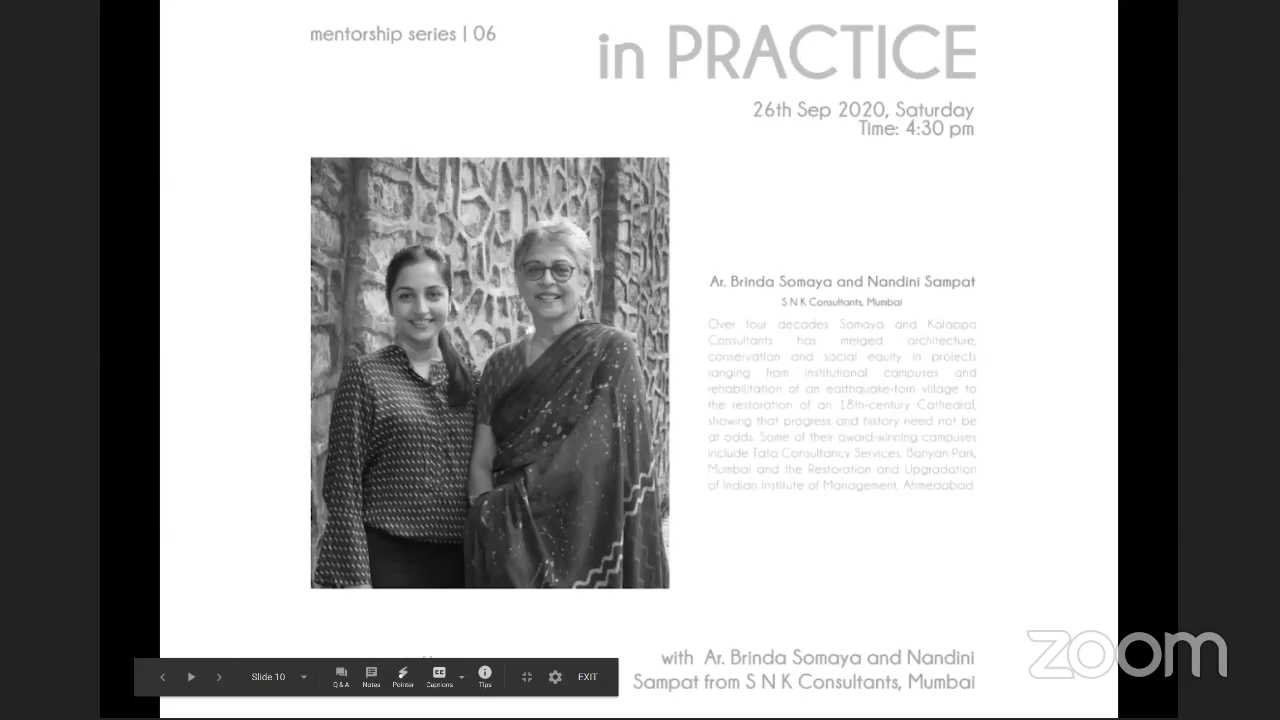 mentorship series | 06
in PRACTICE
26th Sep 2020, Saturday
Time: 4:30 pm
Ar. Brinda Somaya and Nandini Sampat
S N K Consultants, Mumbai
Over four decades Somaya and Kalappa
Consultants has merged architecture,
conservation and social equity in projects
ranging from institutional campuses and
rehabilitation of an earthquake-torn village to
the restoration of an 18th-century Cathedral,
showing that progress and history need not be
at odds. Some of their award-winning campuses
include Tata Consultancy Services, Banyan Park,
Mumbai and the Restoration and Upgradation
of Indian Institute of Management, Ahmedabad.
with Ar. Brinda Somaya and Nandini
Sampat from S N K Consultants, Mumbai
Slide 10
Q & A
Notes
Pointer
CC
Captions
Tips
EXIT
zoom